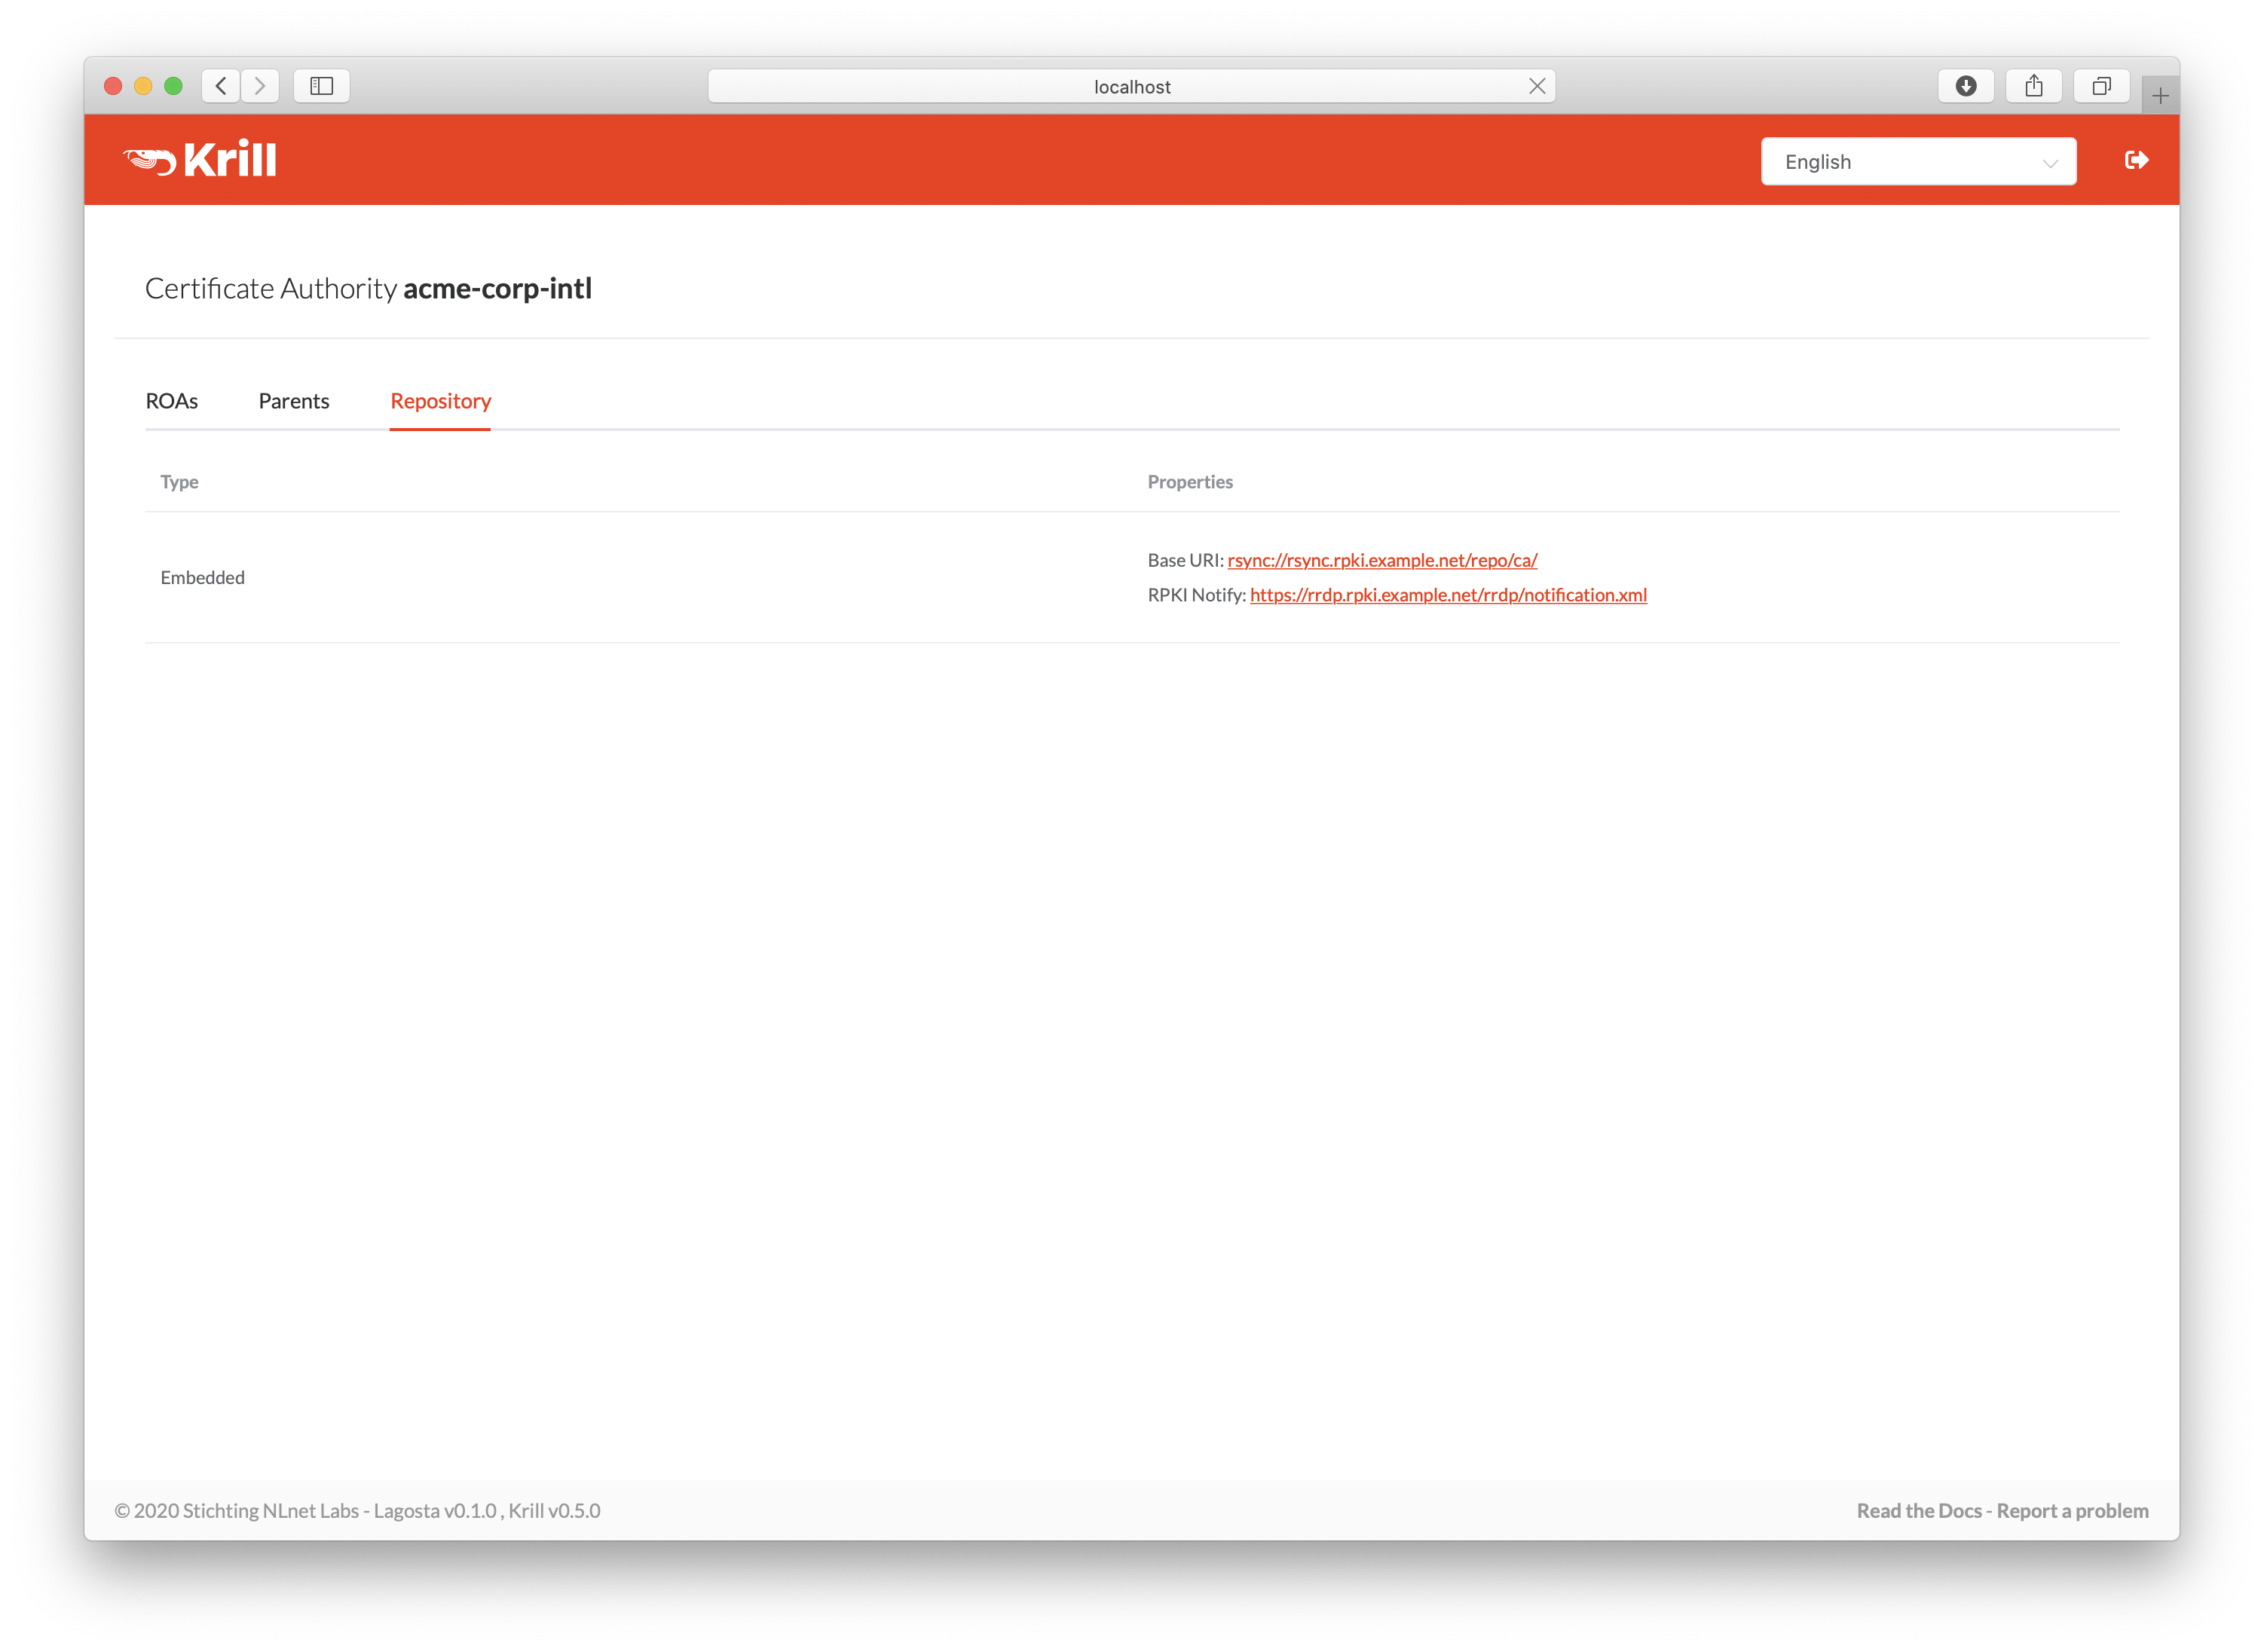 localhost
Krill
English
Certificate Authority acme-corp-intl
ROAs Parents Repository
Type Properties
Embedded
Base URI: rsync://rsync.rpki.example.net/repo/ca/
RPKI Notify: https://rrdp.rpki.example.net/rrdp/notification.xml
© 2020 Stichting NLnet Labs - Lagosta v0.1.0 , Krill v0.5.0
Read the Docs - Report a problem